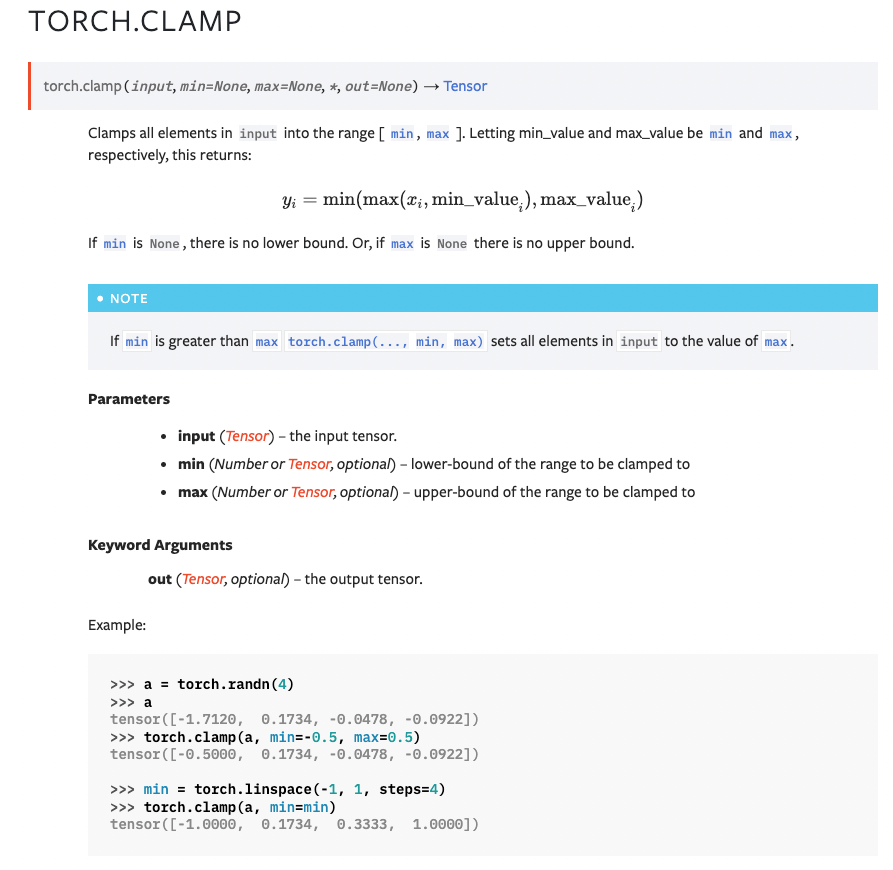 TORCH.CLAMP
torch.clamp(input, min=None, max=None, *, out=None) → Tensor
Clamps all elements in input into the range [ min, max ]. Letting min_value and max_value be min and max,
respectively, this returns:
y_i = min(max(x_i, min_value_i), max_value_i)
If min is None, there is no lower bound. Or, if max is None there is no upper bound.
• NOTE
If min is greater than max torch.clamp(..., min, max) sets all elements in input to the value of max.
Parameters
• input (Tensor) – the input tensor.
• min (Number or Tensor, optional) – lower-bound of the range to be clamped to
• max (Number or Tensor, optional) – upper-bound of the range to be clamped to
Keyword Arguments
out (Tensor, optional) – the output tensor.
Example:
>>> a = torch.randn(4)
>>> a
tensor([-1.7120,  0.1734, -0.0478, -0.0922])
>>> torch.clamp(a, min=-0.5, max=0.5)
tensor([-0.5000,  0.1734, -0.0478, -0.0922])
>>> min = torch.linspace(-1, 1, steps=4)
>>> torch.clamp(a, min=min)
tensor([-1.0000,  0.1734,  0.3333,  1.0000])